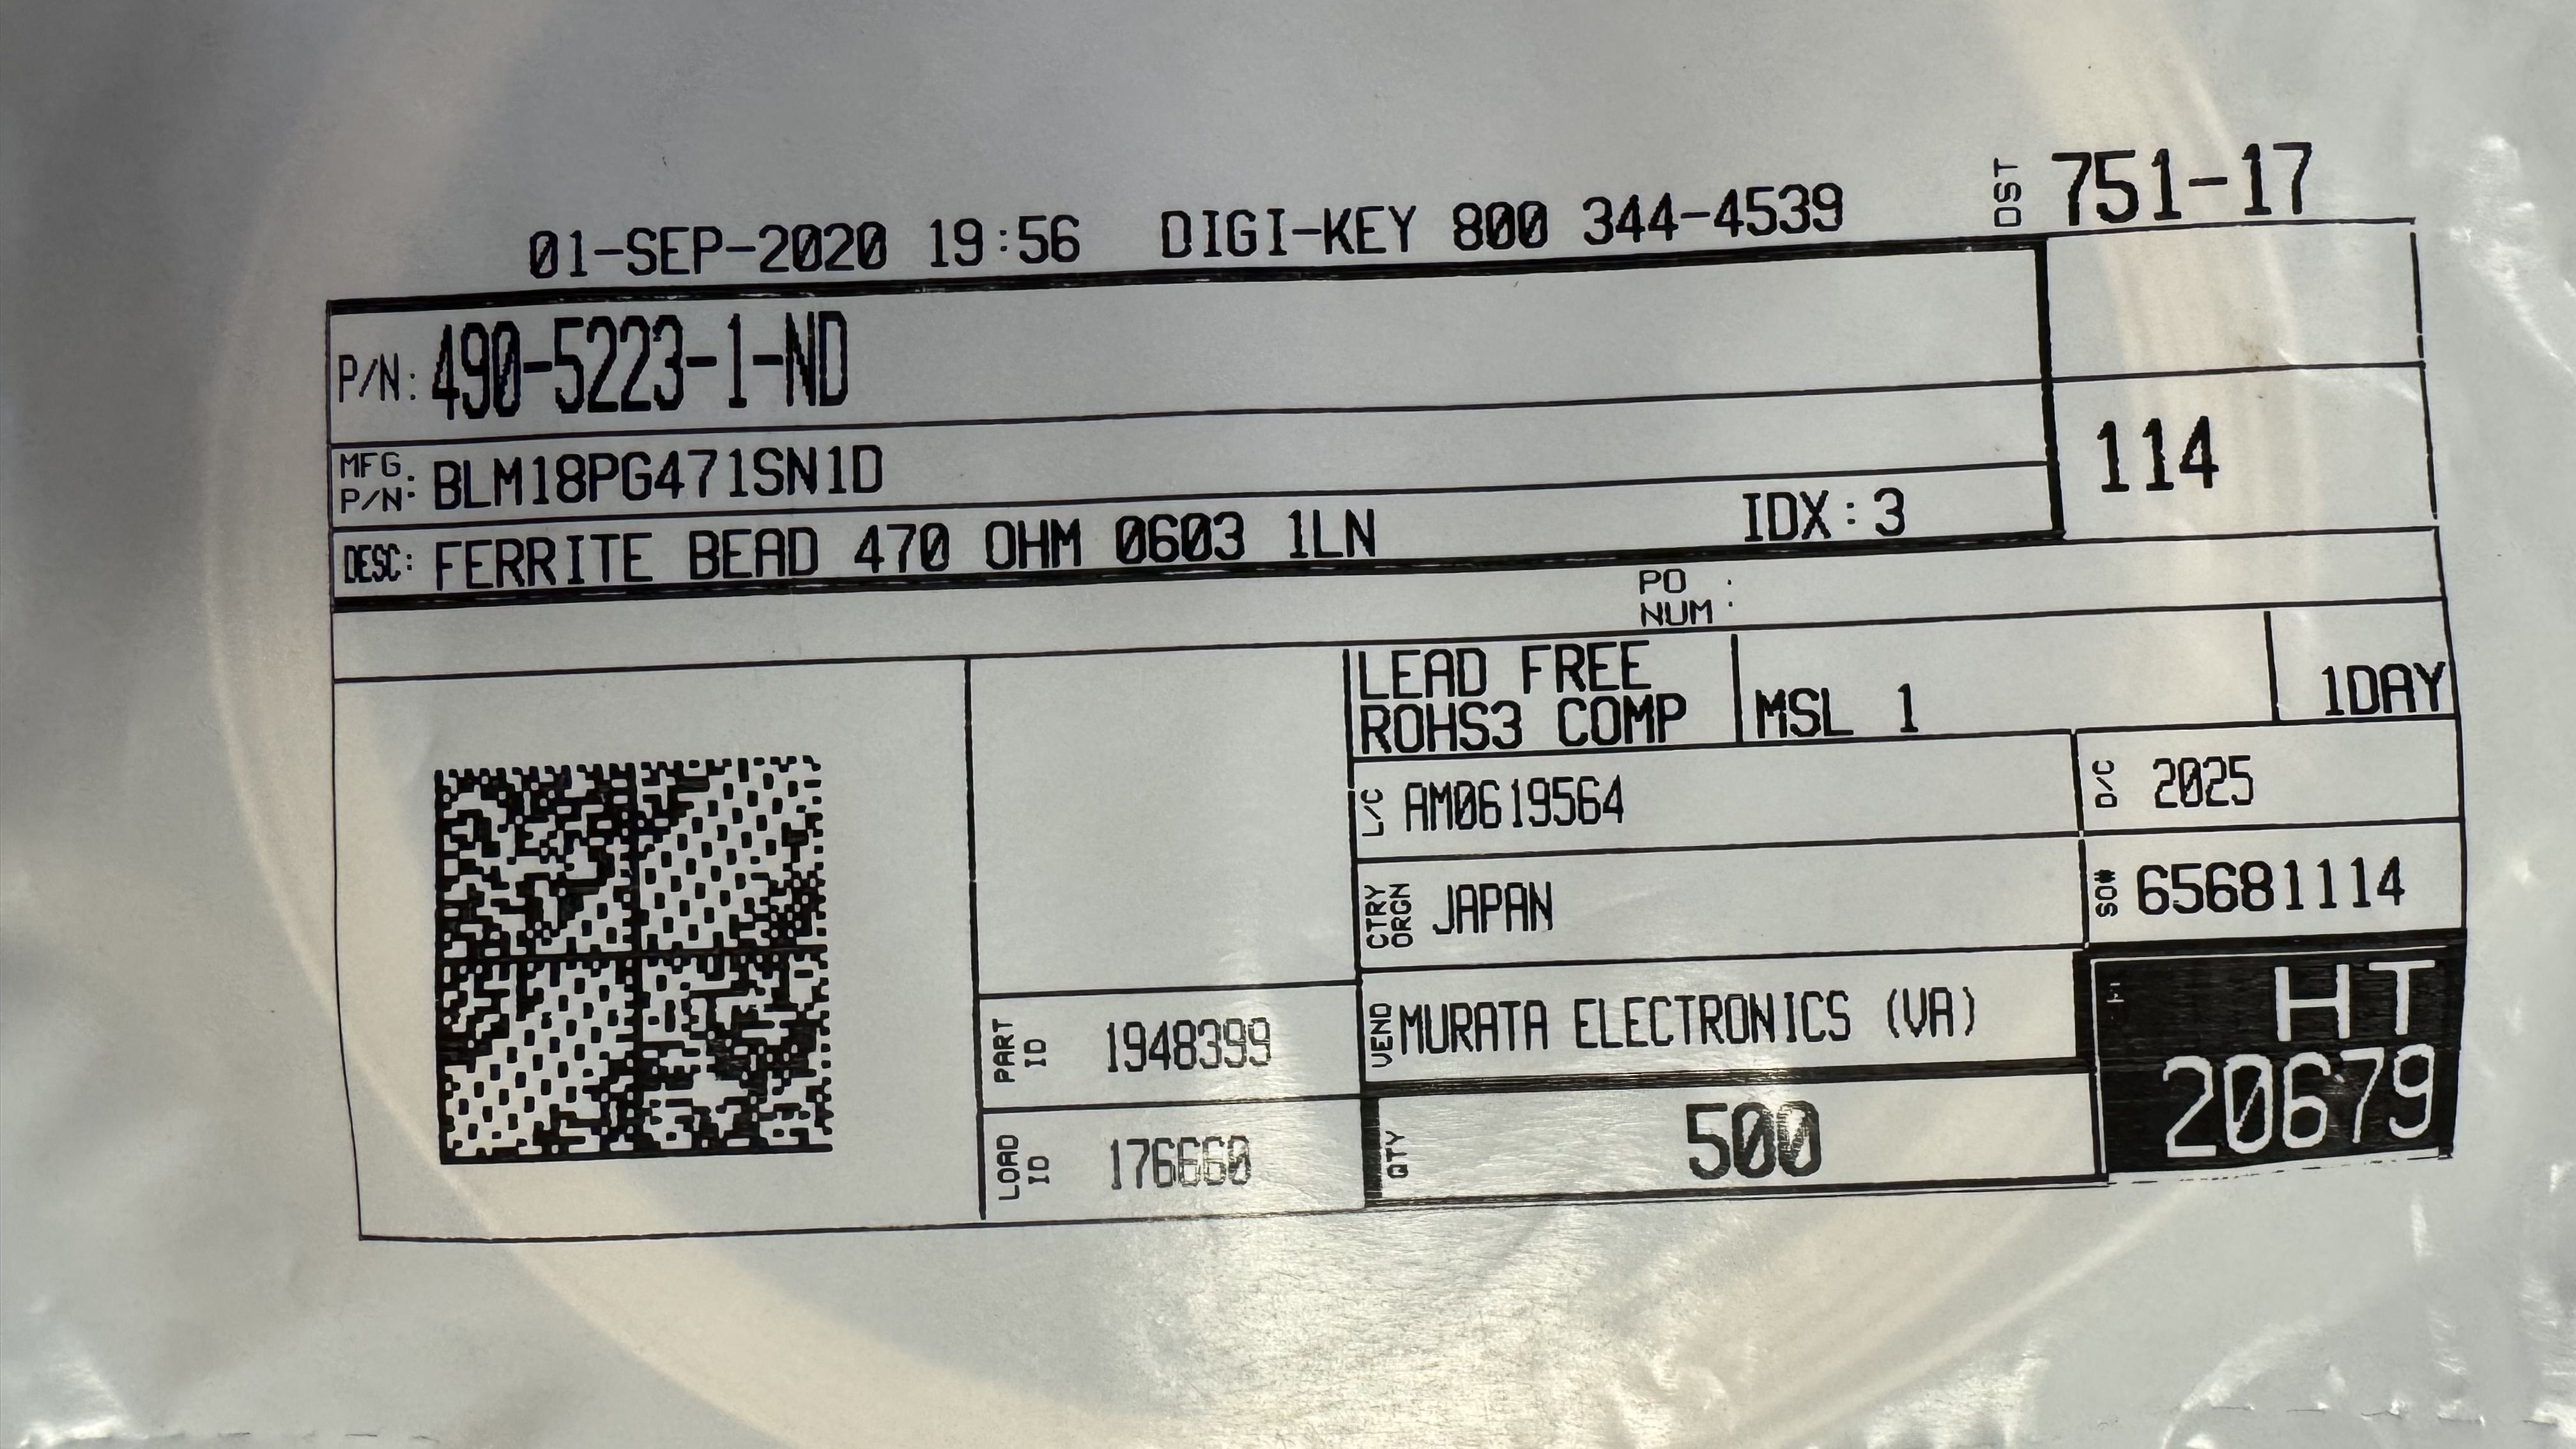 01-SEP-2020 19:56 DIGI-KEY 800 344-4539 DST 751-17
P/N: 490-5223-1-ND
MFG. P/N: BLM18PG471SN1D
114
DESC: FERRITE BEAD 470 OHM 0603 1LN IDX:3
PO NUM :
LEAD FREE
ROHS3 COMP
MSL 1
1DAY
L/C AM0619564
D/C 2025
CTRY ORGN JAPAN
SO# 65681114
PART ID 1948399
VEND MURATA ELECTRONICS (VA)
HT
20679
LOAD ID 176660
QTY 500